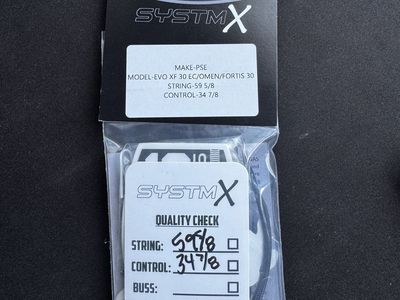 SYSTMX
MAKE-PSE
MODEL-EVO XF 30 EC/OMEN/FORTIS 30
STRING-59 5/8
CONTROL-34 7/8
10
SYSTMX
QUALITY CHECK
STRING: 59 5/8
CONTROL: 34 7/8
BUSS: